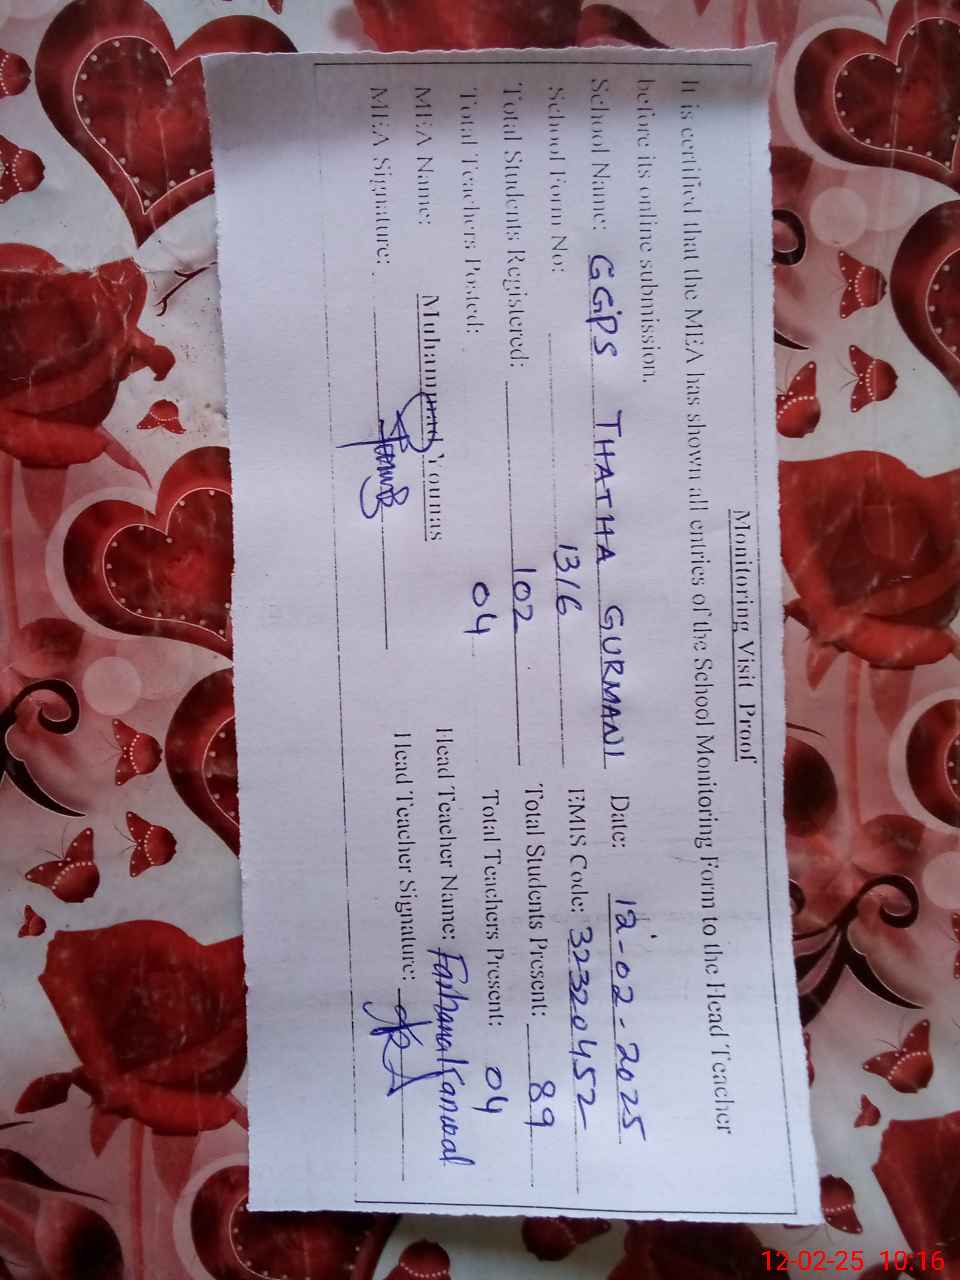 Monitoring Visit Proof
It is certified that the MEA has shown all entries of the School Monitoring Form to the Head Teacher
before its online submission.
School Name: GGPS THATHA GURMANI Date: 12-02-2025
School Form No: 1316 EMIS Code: 32320452
Total Students Registered: 102 Total Students Present: 89
Total Teachers Posted: 04 Total Teachers Present: 04
MEA Name: Muhammad Younas Head Teacher Name: Farhana Kanwal
MEA Signature: Head Teacher Signature:
12-02-25 10:16